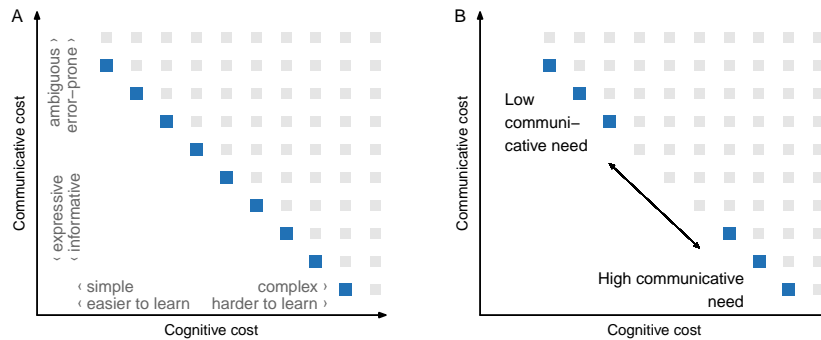 A
Communicative cost
ambiguous ›
error−prone ›
‹ expressive
‹ informative
‹ simple
‹ easier to learn
complex ›
harder to learn ›
Cognitive cost
B
Communicative cost
Low
communi−
cative need
High communicative
need
Cognitive cost